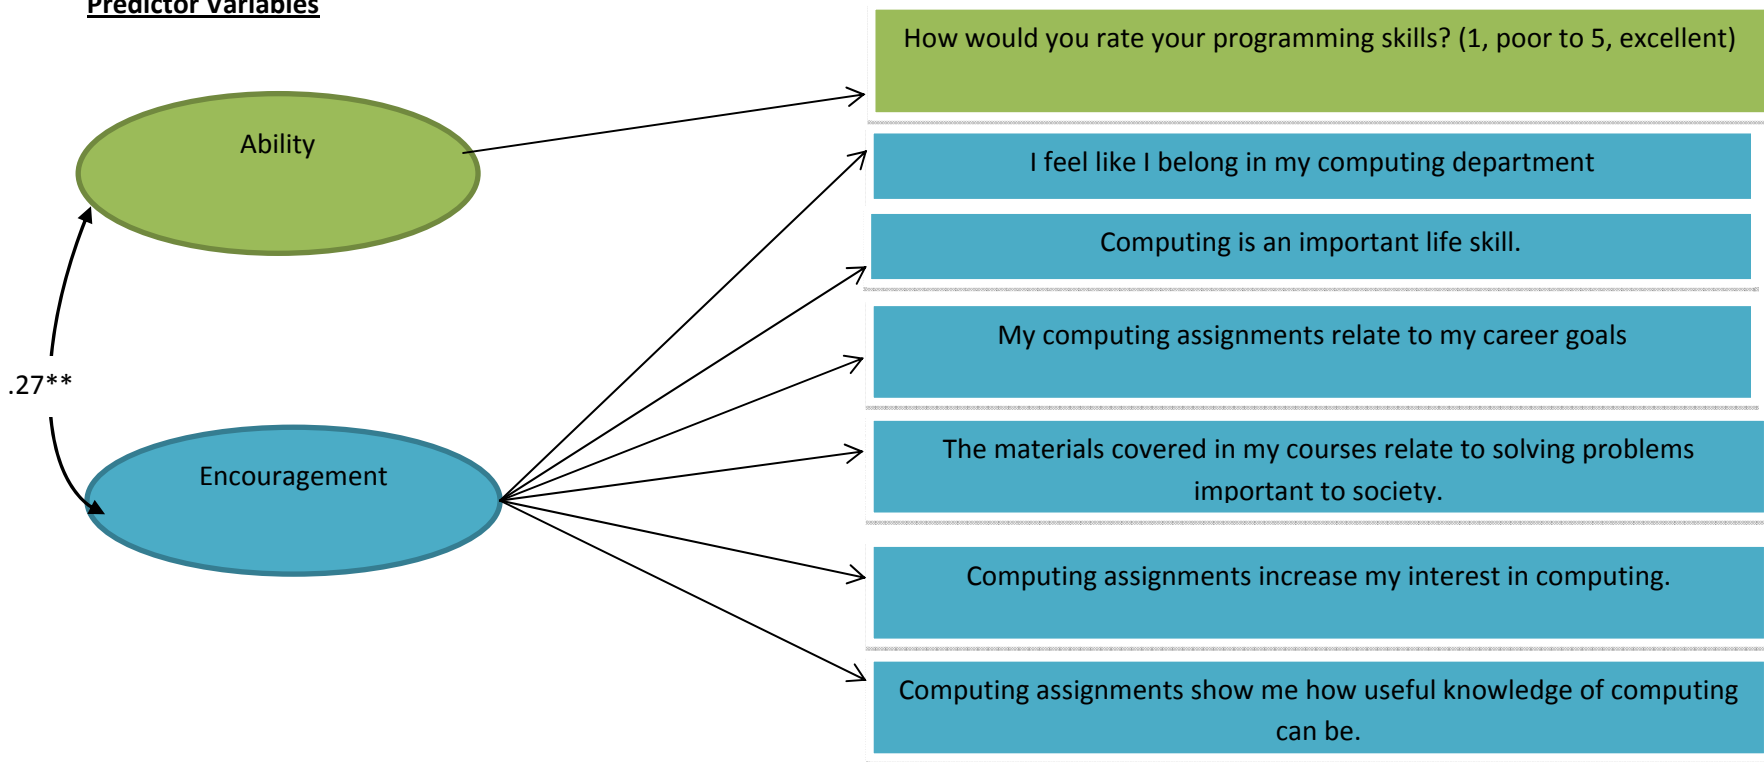 Predictor Variables
How would you rate your programming skills? (1, poor to 5, excellent)
Ability
I feel like I belong in my computing department
Computing is an important life skill.
My computing assignments relate to my career goals
.27**
The materials covered in my courses relate to solving problems
important to society.
Encouragement
Computing assignments increase my interest in computing.
Computing assignments show me how useful knowledge of computing
can be.